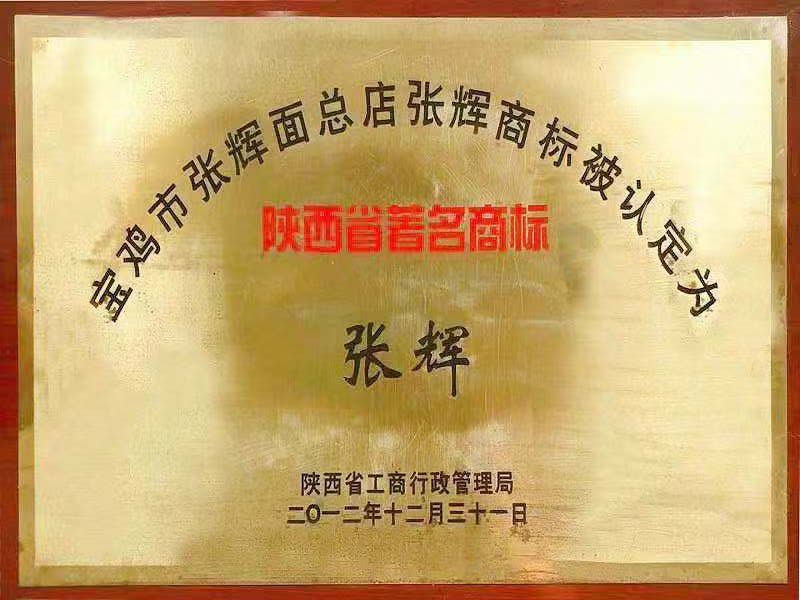 宝鸡市张辉面总店张辉商标被认定为
陕西省著名商标
张辉
陕西省工商行政管理局
二〇一二年十二月三十一日